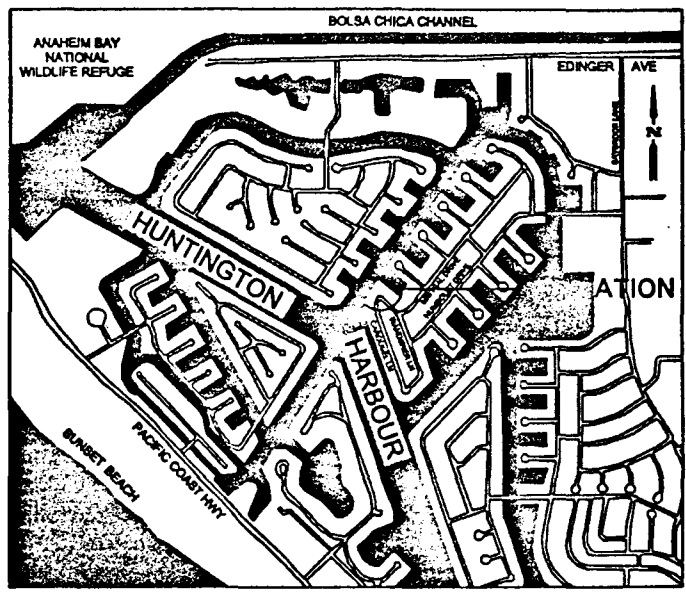 BOLSA CHICA CHANNEL
ANAHEIM BAY
NATIONAL
WILDLIFE REFUGE
EDINGER AVE
N
HUNTINGTON
ATION
HARBOUR
PACIFIC COAST HWY
SUNSET BEACH